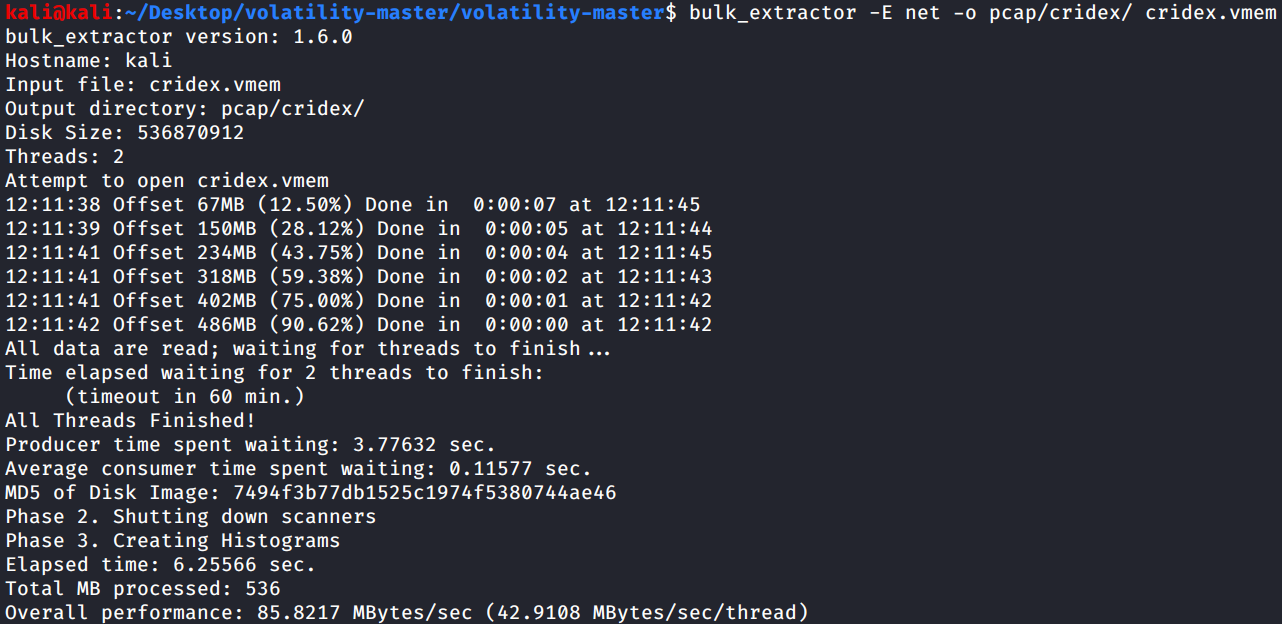 kali@kali:~/Desktop/volatility-master/volatility-master$ bulk_extractor -E net -o pcap/cridex/ cridex.vmem
bulk_extractor version: 1.6.0
Hostname: kali
Input file: cridex.vmem
Output directory: pcap/cridex/
Disk Size: 536870912
Threads: 2
Attempt to open cridex.vmem
12:11:38 Offset 67MB (12.50%) Done in  0:00:07 at 12:11:45
12:11:39 Offset 150MB (28.12%) Done in  0:00:05 at 12:11:44
12:11:41 Offset 234MB (43.75%) Done in  0:00:04 at 12:11:45
12:11:41 Offset 318MB (59.38%) Done in  0:00:02 at 12:11:43
12:11:41 Offset 402MB (75.00%) Done in  0:00:01 at 12:11:42
12:11:42 Offset 486MB (90.62%) Done in  0:00:00 at 12:11:42
All data are read; waiting for threads to finish...
Time elapsed waiting for 2 threads to finish:
     (timeout in 60 min.)
All Threads Finished!
Producer time spent waiting: 3.77632 sec.
Average consumer time spent waiting: 0.11577 sec.
MD5 of Disk Image: 7494f3b77db1525c1974f5380744ae46
Phase 2. Shutting down scanners
Phase 3. Creating Histograms
Elapsed time: 6.25566 sec.
Total MB processed: 536
Overall performance: 85.8217 MBytes/sec (42.9108 MBytes/sec/thread)